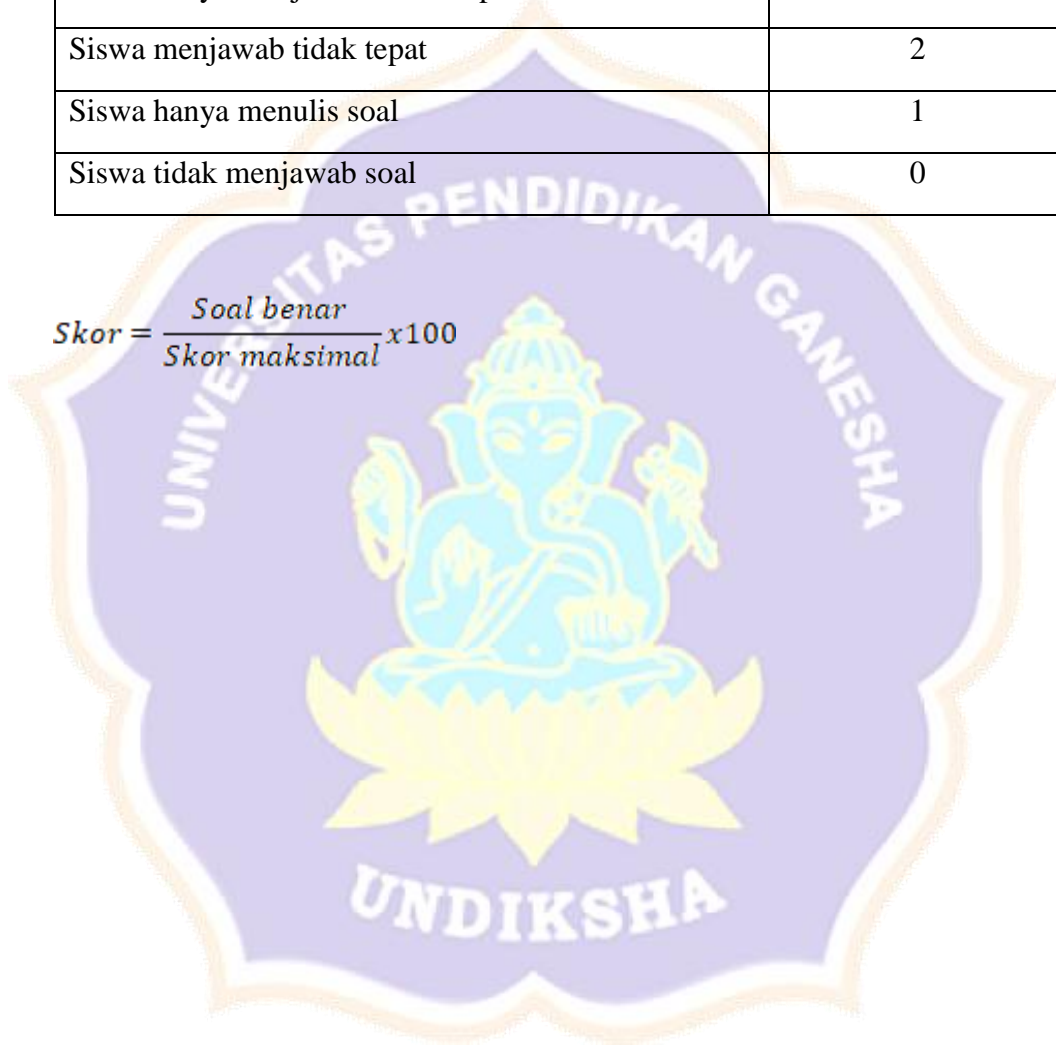 Siswa menjawab tidak tepat 2
Siswa hanya menulis soal 1
Siswa tidak menjawab soal 0
UNIVERSITAS PENDIDIKAN GANESHA
Skor = Soal benar / Skor maksimal x100
UNDIKSHA